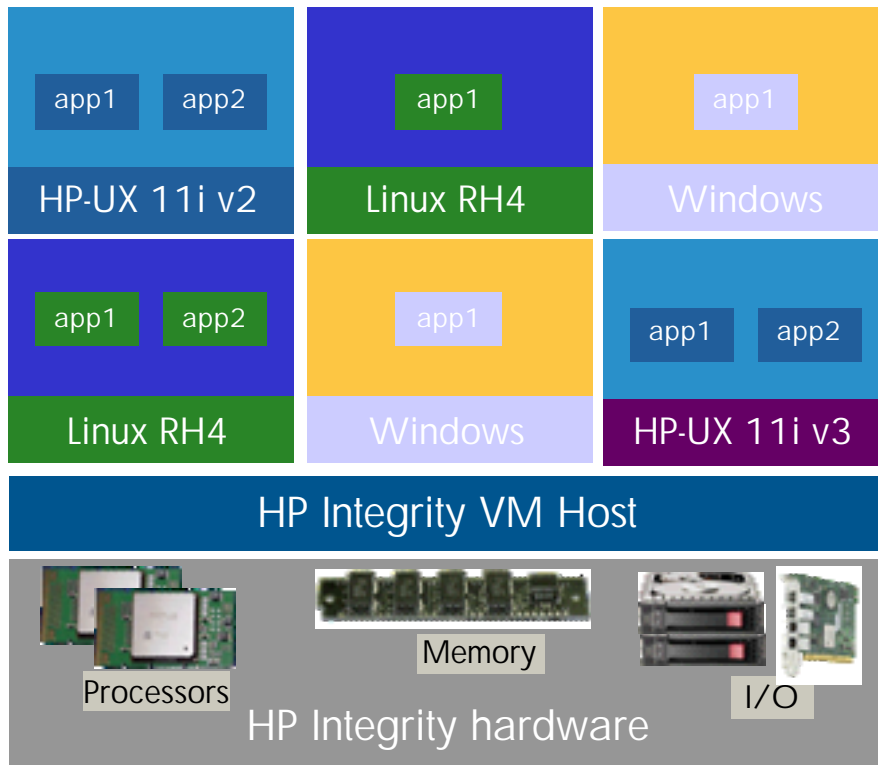 app1 app2
app1
app1
HP-UX 11i v2
Linux RH4
Windows
app1 app2
app1
app1 app2
Linux RH4
Windows
HP-UX 11i v3
HP Integrity VM Host
Memory
Processors
I/O
HP Integrity hardware